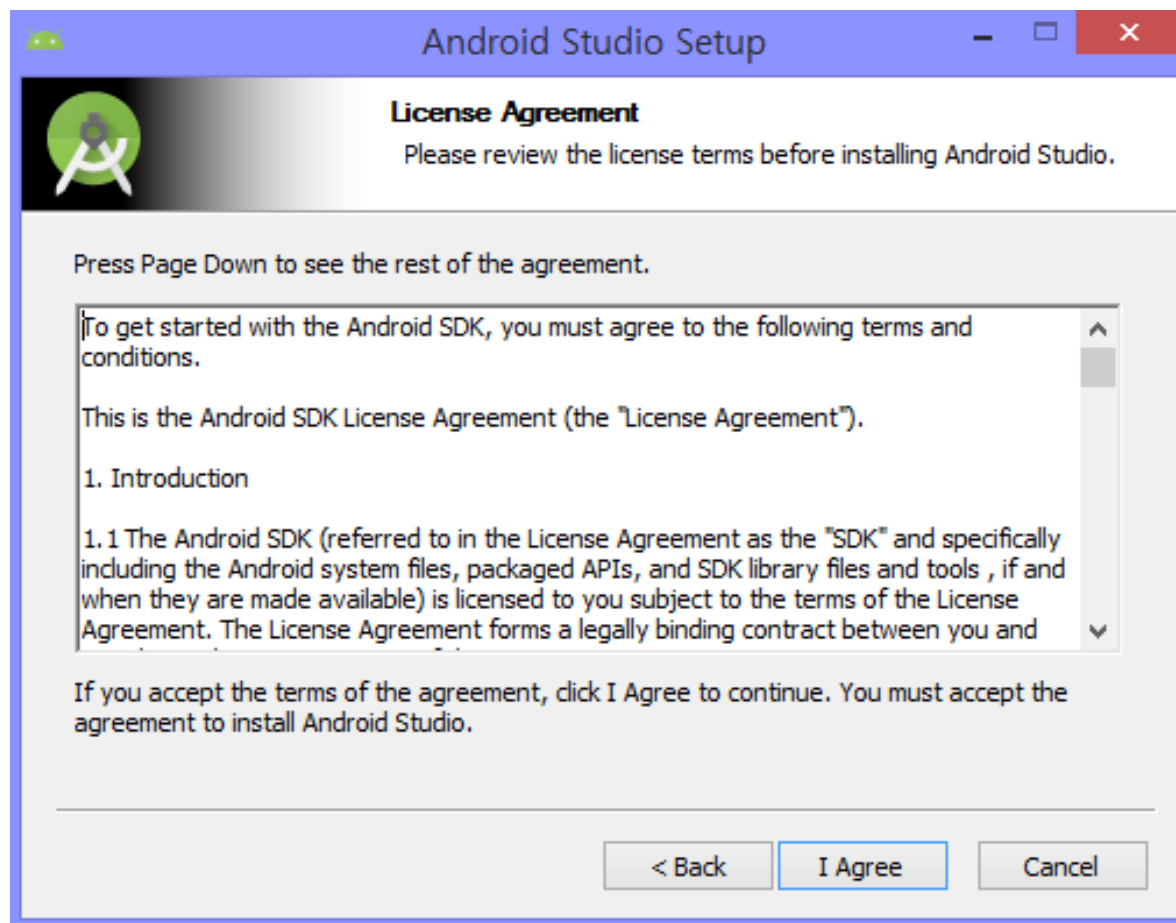 Android Studio Setup
License Agreement
Please review the license terms before installing Android Studio.
Press Page Down to see the rest of the agreement.
To get started with the Android SDK, you must agree to the following terms and
conditions.
This is the Android SDK License Agreement (the "License Agreement").
1. Introduction
1.1 The Android SDK (referred to in the License Agreement as the "SDK" and specifically
including the Android system files, packaged APIs, and SDK library files and tools , if and
when they are made available) is licensed to you subject to the terms of the License
Agreement. The License Agreement forms a legally binding contract between you and
If you accept the terms of the agreement, click I Agree to continue. You must accept the
agreement to install Android Studio.
< Back
I Agree
Cancel